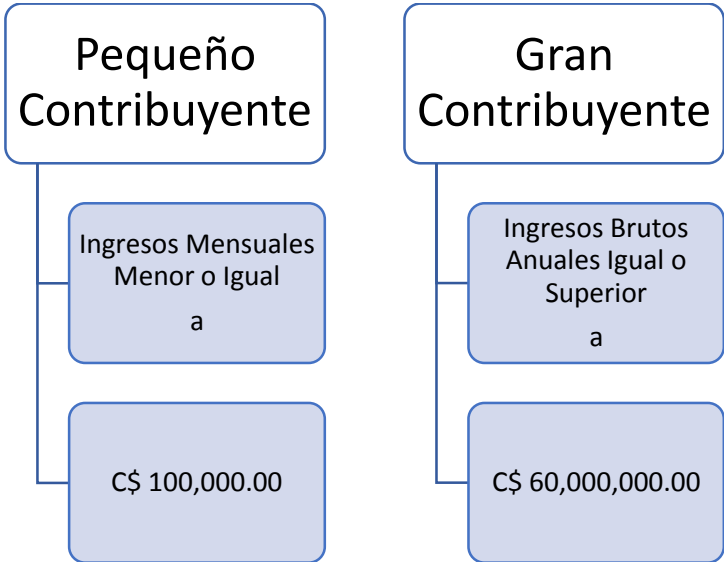 Pequeño
Contribuyente
Ingresos Mensuales
Menor o Igual
a
C$ 100,000.00
Gran
Contribuyente
Ingresos Brutos
Anuales Igual o
Superior
a
C$ 60,000,000.00